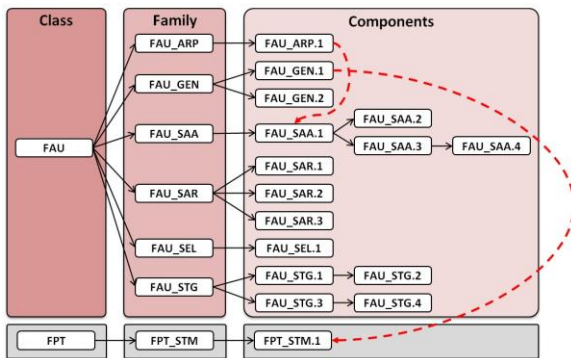 Class Family Components
FAU_ARP FAU_ARP.1
FAU_GEN.1
FAU_GEN
FAU_GEN.2
FAU_SAA.2
FAU_SAA FAU_SAA.1
FAU FAU_SAA.3 FAU_SAA.4
FAU_SAR.1
FAU_SAR FAU_SAR.2
FAU_SAR.3
FAU_SEL FAU_SEL.1
FAU_STG.1 FAU_STG.2
FAU_STG
FAU_STG.3 FAU_STG.4
FPT FPT_STM FPT_STM.1